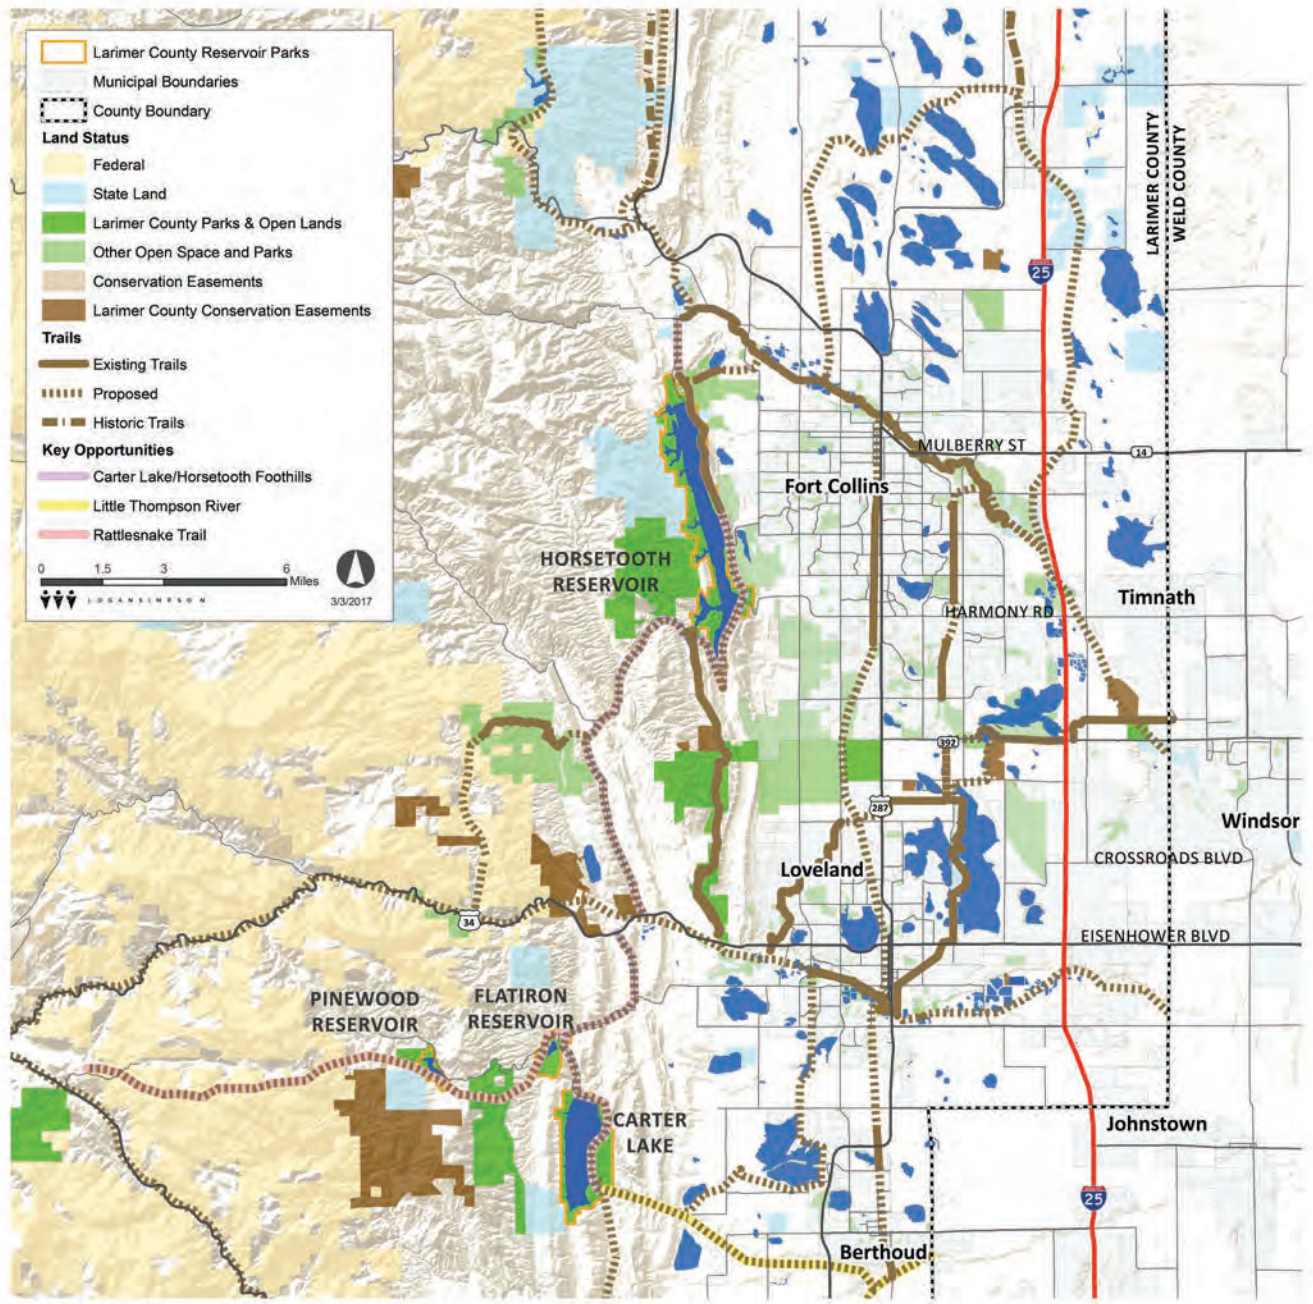 Larimer County Reservoir Parks
Municipal Boundaries
County Boundary
Land Status
Federal
State Land
Larimer County Parks & Open Lands
Other Open Space and Parks
Conservation Easements
Larimer County Conservation Easements
Trails
Existing Trails
Proposed
Historic Trails
Key Opportunities
Carter Lake/Horsetooth Foothills
Little Thompson River
Rattlesnake Trail
0 1.5 3 6
Miles
LOGANSIMPSON
3/3/2017
LARIMER COUNTY
WELD COUNTY
25
MULBERRY ST
14
Fort Collins
HORSETOOTH
RESERVOIR
Timnath
HARMONY RD
392
287
Windsor
CROSSROADS BLVD
Loveland
34
EISENHOWER BLVD
PINEWOOD
RESERVOIR
FLATIRON
RESERVOIR
CARTER
LAKE
Johnstown
25
Berthoud